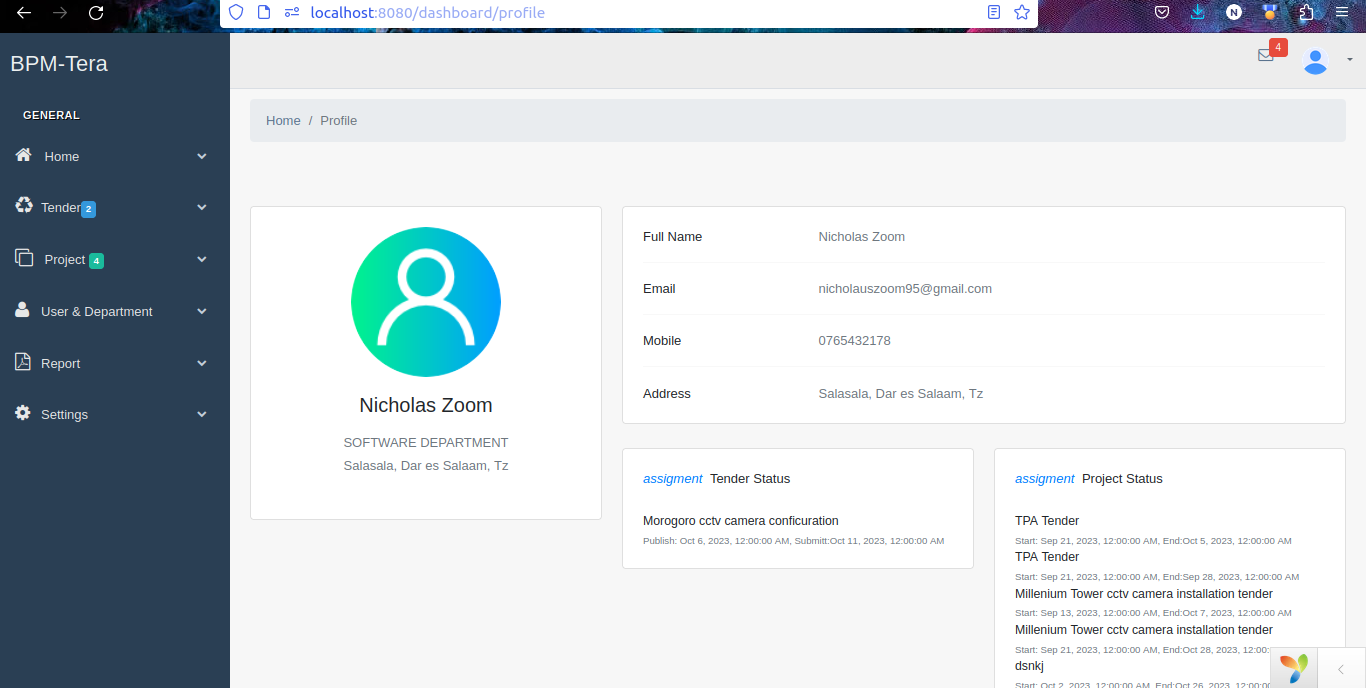 localhost:8080/dashboard/profile
N
BPM-Tera
4
GENERAL
Home
Tender 2
Project 4
User & Department
Report
Settings
Home / Profile
Nicholas Zoom
SOFTWARE DEPARTMENT
Salasala, Dar es Salaam, Tz
Full Name Nicholas Zoom
Email nicholauszoom95@gmail.com
Mobile 0765432178
Address Salasala, Dar es Salaam, Tz
assigment Tender Status
Morogoro cctv camera conficuration
Publish: Oct 6, 2023, 12:00:00 AM, Submitt:Oct 11, 2023, 12:00:00 AM
assigment Project Status
TPA Tender
Start: Sep 21, 2023, 12:00:00 AM, End:Oct 5, 2023, 12:00:00 AM
TPA Tender
Start: Sep 21, 2023, 12:00:00 AM, End:Sep 28, 2023, 12:00:00 AM
Millenium Tower cctv camera installation tender
Start: Sep 13, 2023, 12:00:00 AM, End:Oct 7, 2023, 12:00:00 AM
Millenium Tower cctv camera installation tender
Start: Sep 21, 2023, 12:00:00 AM, End:Oct 28, 2023, 12:00:
dsnkj
Start: Oct 2, 2023, 12:00:00 AM, End:Oct 26, 2023, 12:00:00